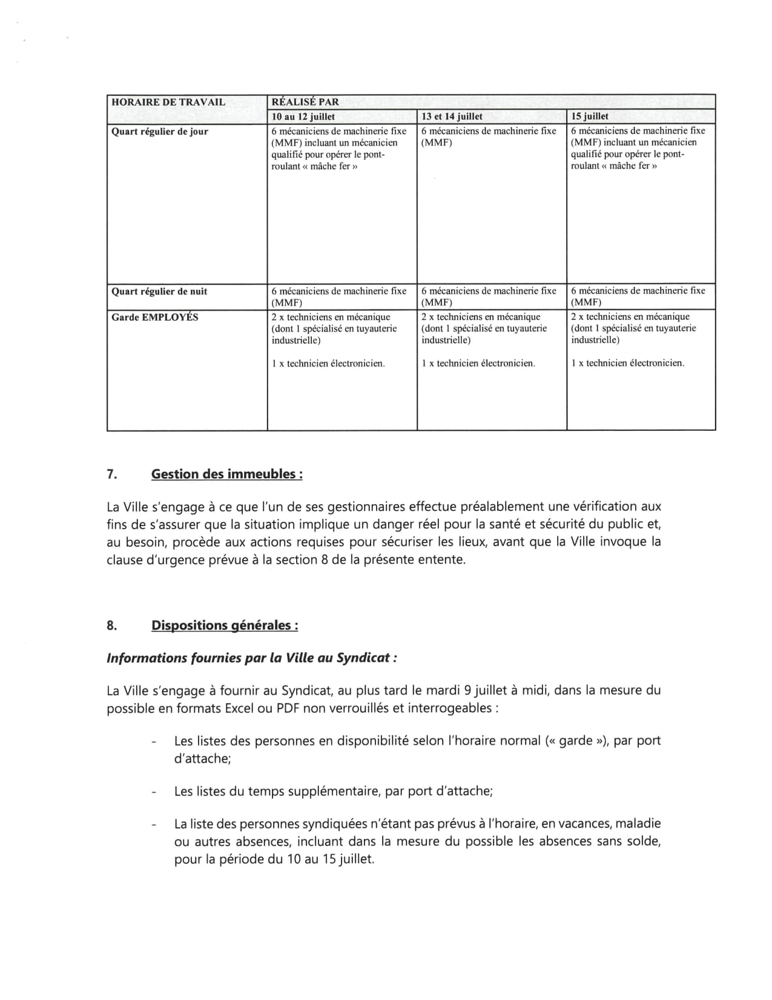 HORAIRE DE TRAVAIL
RÉALISÉ PAR
10 au 12 juillet
13 et 14 juillet
15 juillet
Quart régulier de jour
6 mécaniciens de machinerie fixe
(MMF) incluant un mécanicien
qualifié pour opérer le pont-
roulant « mâche fer »
6 mécaniciens de machinerie fixe
(MMF)
6 mécaniciens de machinerie fixe
(MMF) incluant un mécanicien
qualifié pour opérer le pont-
roulant « mâche fer »
Quart régulier de nuit
6 mécaniciens de machinerie fixe
(MMF)
6 mécaniciens de machinerie fixe
(MMF)
6 mécaniciens de machinerie fixe
(MMF)
Garde EMPLOYÉS
2 x techniciens en mécanique
(dont 1 spécialisé en tuyauterie
industrielle)
1 x technicien électronicien.
2 x techniciens en mécanique
(dont 1 spécialisé en tuyauterie
industrielle)
1 x technicien électronicien.
2 x techniciens en mécanique
(dont 1 spécialisé en tuyauterie
industrielle)
1 x technicien électronicien.
7. Gestion des immeubles :
La Ville s'engage à ce que l'un de ses gestionnaires effectue préalablement une vérification aux
fins de s'assurer que la situation implique un danger réel pour la santé et sécurité du public et,
au besoin, procède aux actions requises pour sécuriser les lieux, avant que la Ville invoque la
clause d'urgence prévue à la section 8 de la présente entente.
8. Dispositions générales :
Informations fournies par la Ville au Syndicat :
La Ville s'engage à fournir au Syndicat, au plus tard le mardi 9 juillet à midi, dans la mesure du
possible en formats Excel ou PDF non verrouillés et interrogeables :
- Les listes des personnes en disponibilité selon l'horaire normal (« garde »), par port
d'attache;
- Les listes du temps supplémentaire, par port d'attache;
- La liste des personnes syndiquées n'étant pas prévus à l'horaire, en vacances, maladie
ou autres absences, incluant dans la mesure du possible les absences sans solde,
pour la période du 10 au 15 juillet.